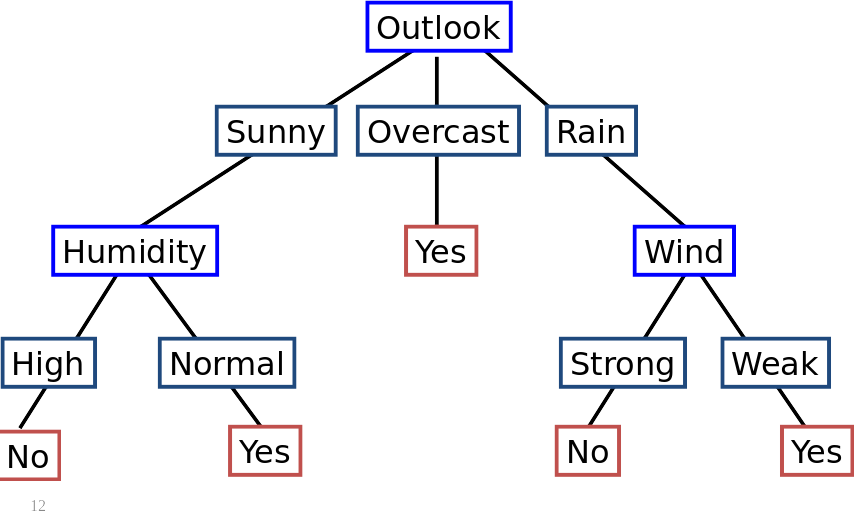 Outlook
Sunny Overcast Rain
Humidity Yes Wind
High Normal Strong Weak
No Yes No Yes
12